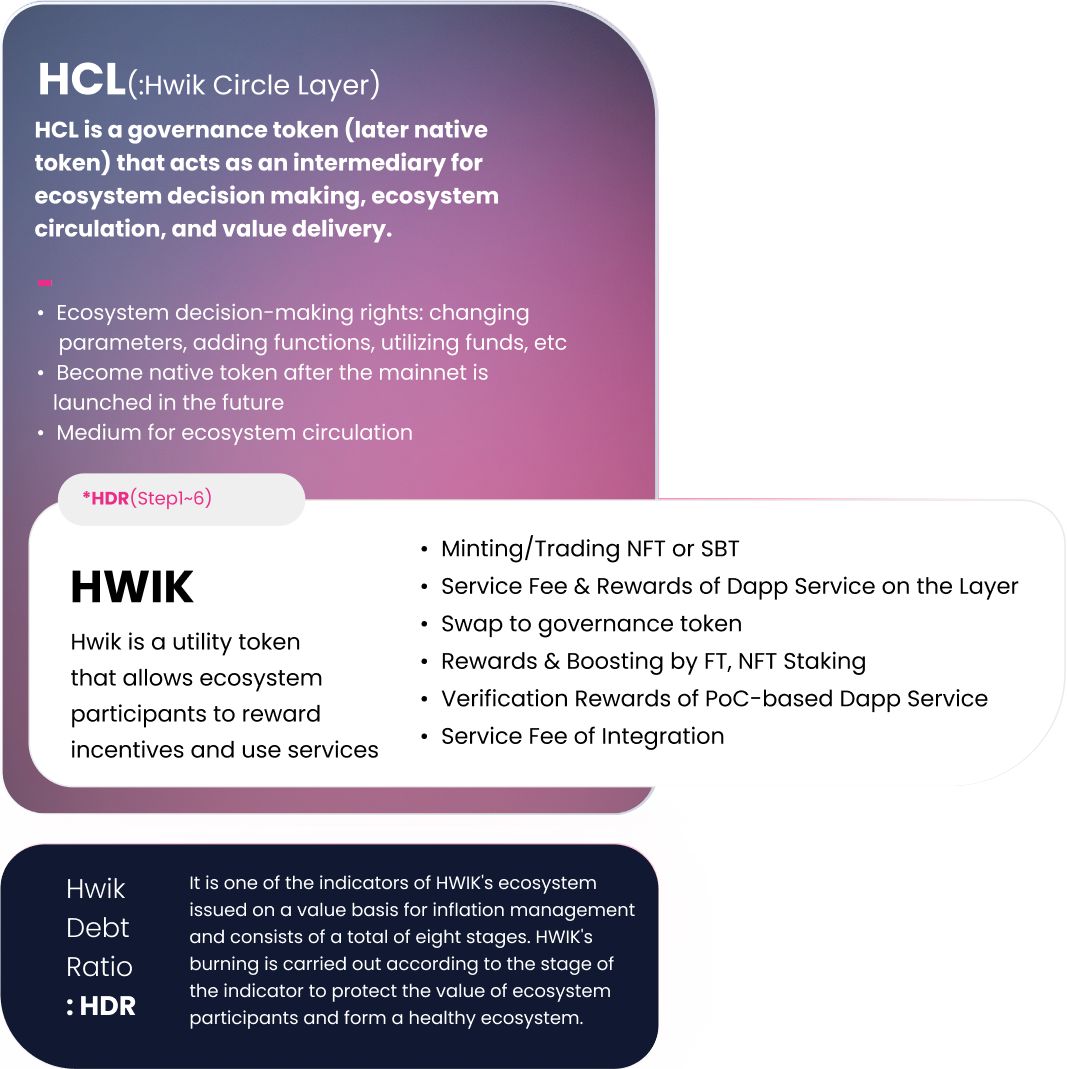 HCL(:Hwik Circle Layer)
HCL is a governance token (later native
token) that acts as an intermediary for
ecosystem decision making, ecosystem
circulation, and value delivery.
• Ecosystem decision-making rights: changing
parameters, adding functions, utilizing funds, etc
• Become native token after the mainnet is
launched in the future
• Medium for ecosystem circulation
*HDR(Step1~6)
HWIK
Hwik is a utility token
that allows ecosystem
participants to reward
incentives and use services
• Minting/Trading NFT or SBT
• Service Fee & Rewards of Dapp Service on the Layer
• Swap to governance token
• Rewards & Boosting by FT, NFT Staking
• Verification Rewards of PoC-based Dapp Service
• Service Fee of Integration
Hwik
Debt
Ratio
: HDR
It is one of the indicators of HWIK's ecosystem
issued on a value basis for inflation management
and consists of a total of eight stages. HWIK's
burning is carried out according to the stage of
the indicator to protect the value of ecosystem
participants and form a healthy ecosystem.